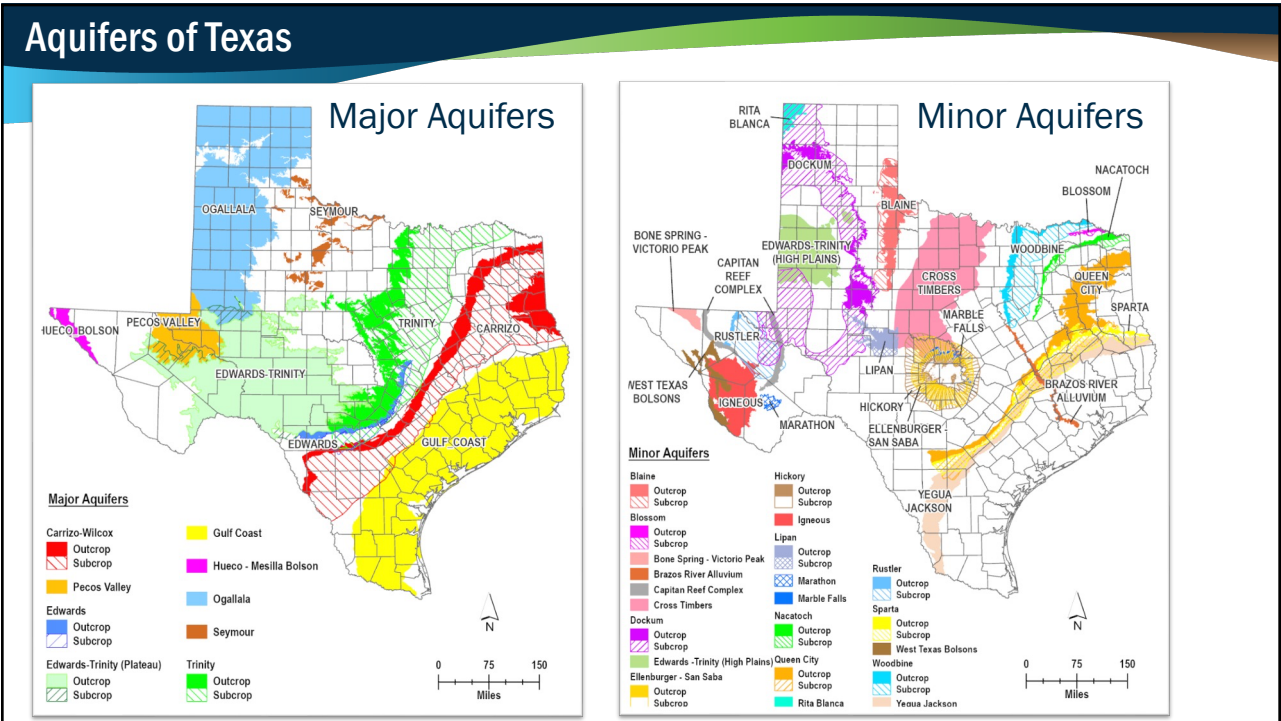 Aquifers of Texas
Major Aquifers
OGALLALA
SEYMOUR
PECOS VALLEY
HUECO_BOLSON
TRINITY
CARRIZO
EDWARDS-TRINITY
EDWARDS
GULF_COAST
Major Aquifers
Carrizo-Wilcox
Outcrop
Subcrop
Pecos Valley
Edwards
Outcrop
Subcrop
Edwards-Trinity (Plateau)
Outcrop
Subcrop
Gulf Coast
Hueco - Mesilla Bolson
Ogallala
Seymour
Trinity
Outcrop
Subcrop
N
0 75 150
Miles
Minor Aquifers
RITA
BLANCA
DOCKUM
NACATOCH
BLOSSOM
BLAINE
BONE SPRING -
VICTORIO PEAK
EDWARDS-TRINITY
(HIGH PLAINS)
WOODBINE
CAPITAN
REEF
COMPLEX
CROSS
TIMBERS
QUEEN
CITY
SPARTA
MARBLE
FALLS
RUSTLER
LIPAN
WEST TEXAS
BOLSONS
IGNEOUS
BRAZOS RIVER
ALLUVIUM
HICKORY
MARATHON
ELLENBURGER -
SAN SABA
YEGUA
JACKSON
Minor Aquifers
Blaine
Outcrop
Subcrop
Blossom
Outcrop
Subcrop
Bone Spring - Victorio Peak
Brazos River Alluvium
Capitan Reef Complex
Cross Timbers
Dockum
Outcrop
Subcrop
Edwards -Trinity (High Plains)
Ellenburger - San Saba
Outcrop
Subcrop
Hickory
Outcrop
Subcrop
Igneous
Lipan
Outcrop
Subcrop
Marathon
Marble Falls
Nacatoch
Outcrop
Subcrop
Queen City
Outcrop
Subcrop
Rita Blanca
Rustler
Outcrop
Subcrop
Sparta
Outcrop
Subcrop
West Texas Bolsons
Woodbine
Outcrop
Subcrop
Yegua Jackson
N
0 75 150
Miles